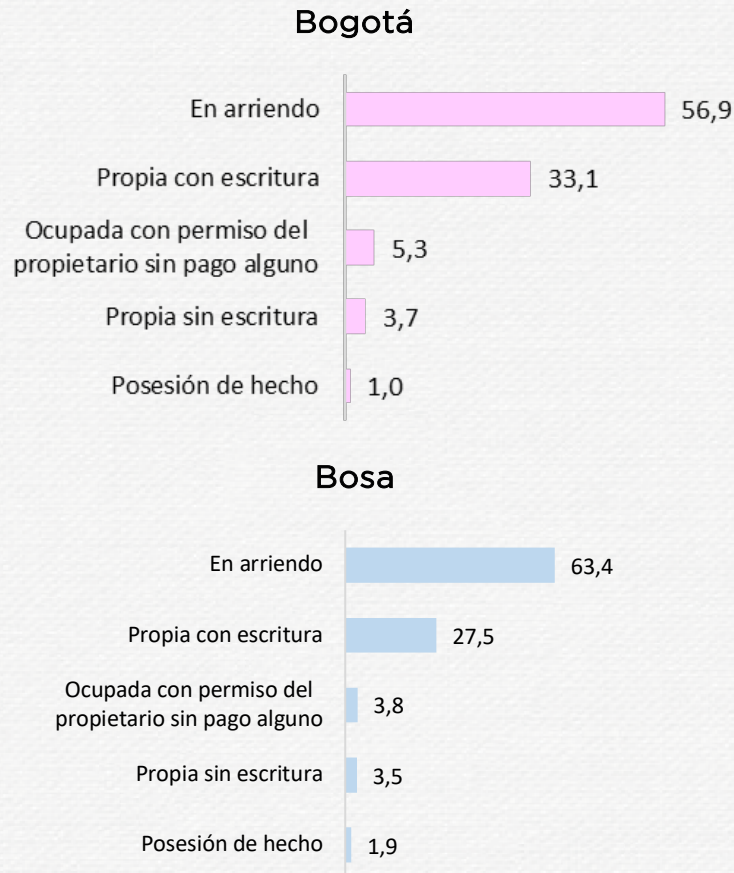 Bogotá
En arriendo 56,9
Propia con escritura 33,1
Ocupada con permiso del
propietario sin pago alguno 5,3
Propia sin escritura 3,7
Posesión de hecho 1,0
Bosa
En arriendo 63,4
Propia con escritura 27,5
Ocupada con permiso del
propietario sin pago alguno 3,8
Propia sin escritura 3,5
Posesión de hecho 1,9